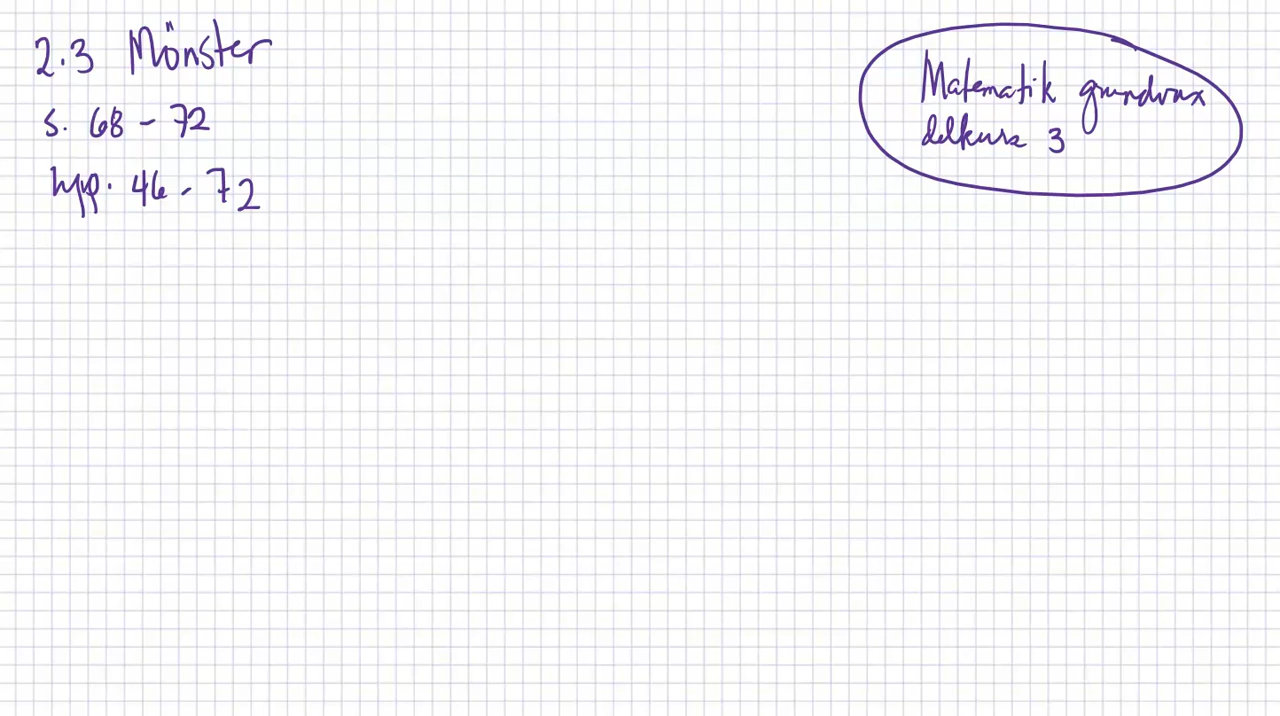 2.3 Mönster
s. 68 - 72
upp. 46 - 72
Matematik grundvux
delkurs 3